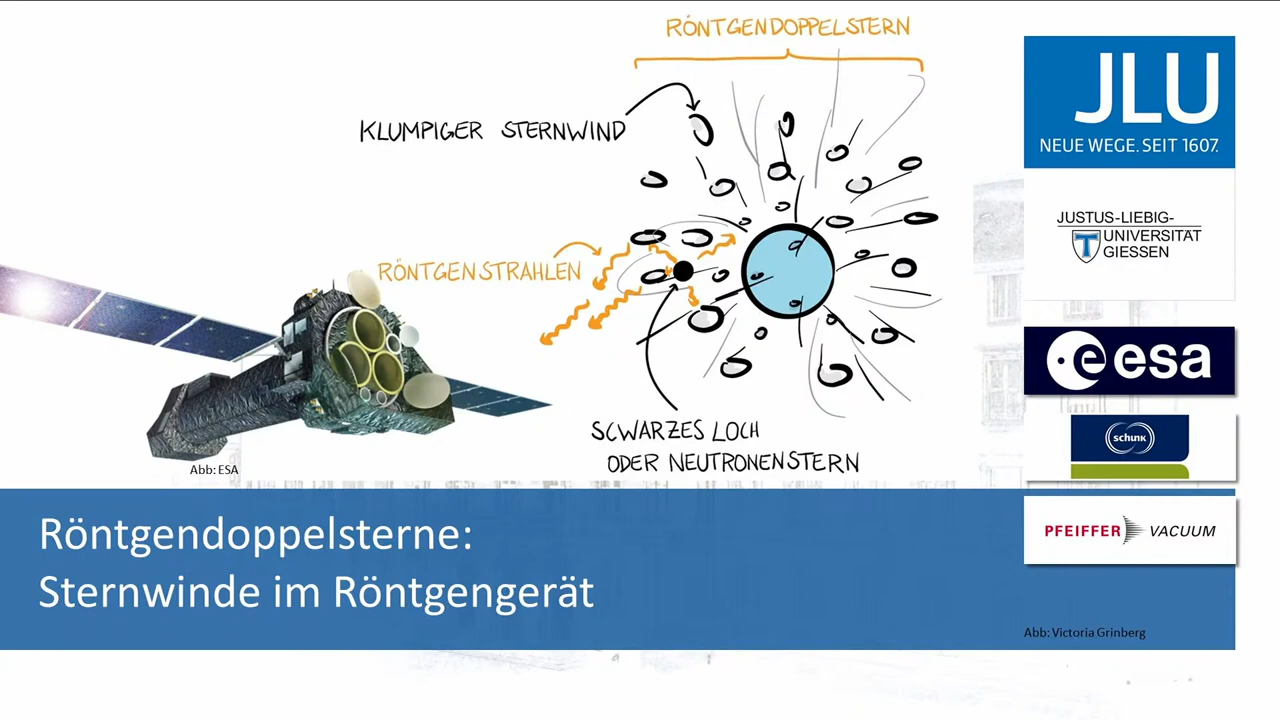 RÖNTGENDOPPELSTERN
KLUMPIGER STERNWIND
RÖNTGENSTRAHLEN
SCWARZES LOCH
ODER NEUTRONENSTERN
Abb: ESA
Röntgendoppelsterne:
Sternwinde im Röntgengerät
JLU
NEUE WEGE. SEIT 1607.
JUSTUS-LIEBIG-
UNIVERSITÄT
GIESSEN
esa
schunk
PFEIFFER VACUUM
Abb: Victoria Grinberg